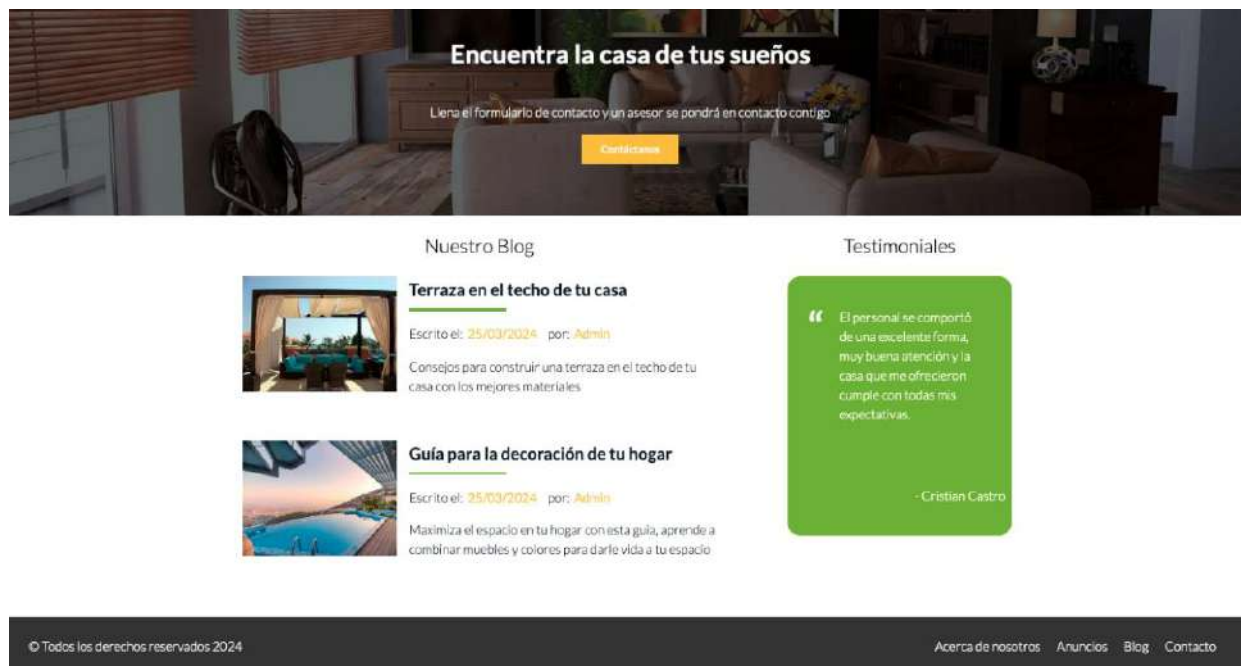 Encuentra la casa de tus sueños
Llena el formulario de contacto y un asesor se pondrá en contacto contigo
Contáctanos
Nuestro Blog
Terraza en el techo de tu casa
Escrito el: 25/03/2024 por: Admin
Consejos para construir una terraza en el techo de tu
casa con los mejores materiales
Guía para la decoración de tu hogar
Escrito el: 25/03/2024 por: Admin
Maximiza el espacio en tu hogar con esta guia, aprende a
combinar muebles y colores para darle vida a tu espacio
Testimoniales
“ El personal se comportó
de una excelente forma,
muy buena atención y la
casa que me ofrecieron
cumple con todas mis
expectativas.
- Cristian Castro
© Todos los derechos reservados 2024
Acerca de nosotros Anuncios Blog Contacto